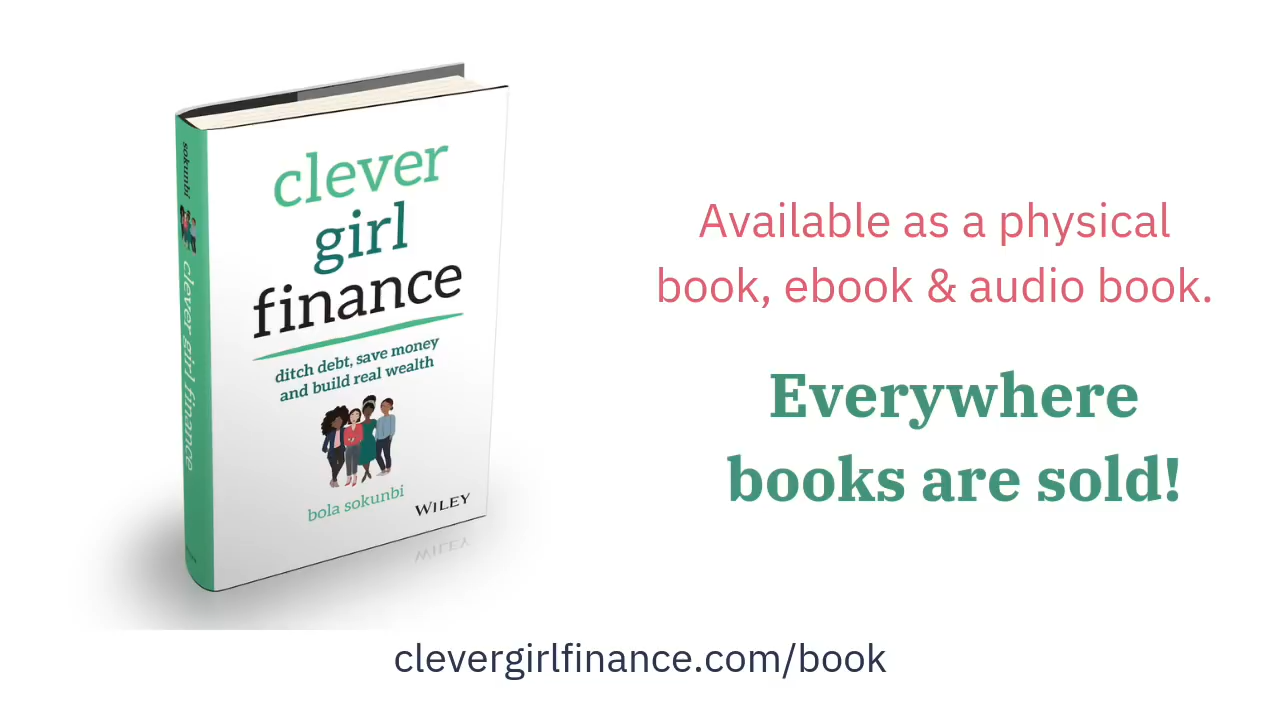 sokunbi
clever girl finance
clever
girl
finance
ditch debt, save money
and build real wealth
bola sokunbi
WILEY
Available as a physical
book, ebook & audio book.
Everywhere
books are sold!
clevergirlfinance.com/book